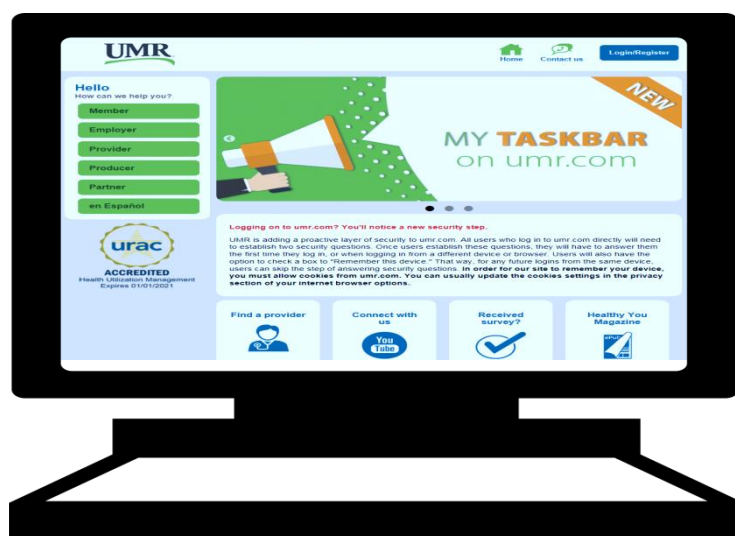 UMR
Home
Contact us
Login/Register
Hello
How can we help you?
Member
Employer
Provider
Producer
Partner
en Español
NEW
MY TASKBAR
on umr.com
urac
ACCREDITED
Health Utilization Management
Expires 01/01/2021
Logging on to umr.com? You'll notice a new security step.
UMR is adding a proactive layer of security to umr.com. All users who log in to umr.com directly will need
to establish two security questions. Once users establish these questions, they will have to answer them
the first time they log in, or when logging in from a different device or browser. Users will also have the
option to check a box to "Remember this device." That way, for any future logins from the same device,
users can skip the step of answering security questions. In order for our site to remember your device,
you must allow cookies from umr.com. You can usually update the cookies settings in the privacy
section of your internet browser options.
Find a provider
Connect with
us
You
Tube
Received
survey?
Healthy You
Magazine